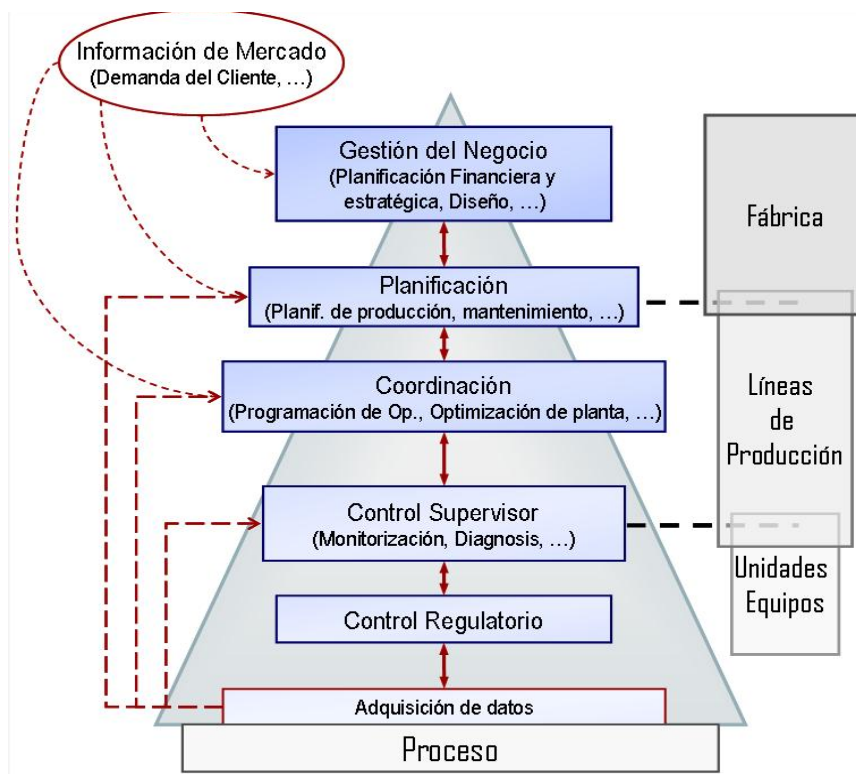 Información de Mercado
(Demanda del Cliente, …)
Gestión del Negocio
(Planificación Financiera y
estratégica, Diseño, …)
Planificación
(Planif. de producción, mantenimiento, …)
Coordinación
(Programación de Op., Optimización de planta, …)
Control Supervisor
(Monitorización, Diagnosis, …)
Control Regulatorio
Adquisición de datos
Proceso
Fábrica
Líneas
de
Producción
Unidades
Equipos